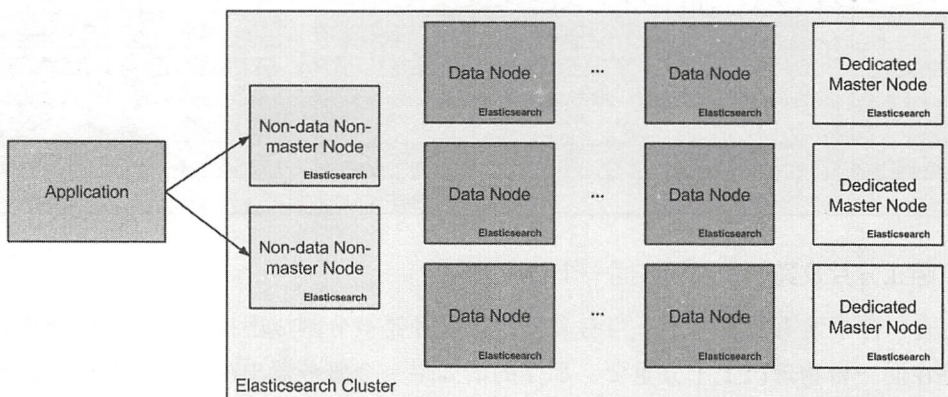 Application
Non-data Non-
master Node
Elasticsearch
Non-data Non-
master Node
Elasticsearch
Data Node
Elasticsearch
...
Data Node
Elasticsearch
Dedicated
Master Node
Elasticsearch
Data Node
Elasticsearch
...
Data Node
Elasticsearch
Dedicated
Master Node
Elasticsearch
Data Node
Elasticsearch
...
Data Node
Elasticsearch
Dedicated
Master Node
Elasticsearch
Elasticsearch Cluster